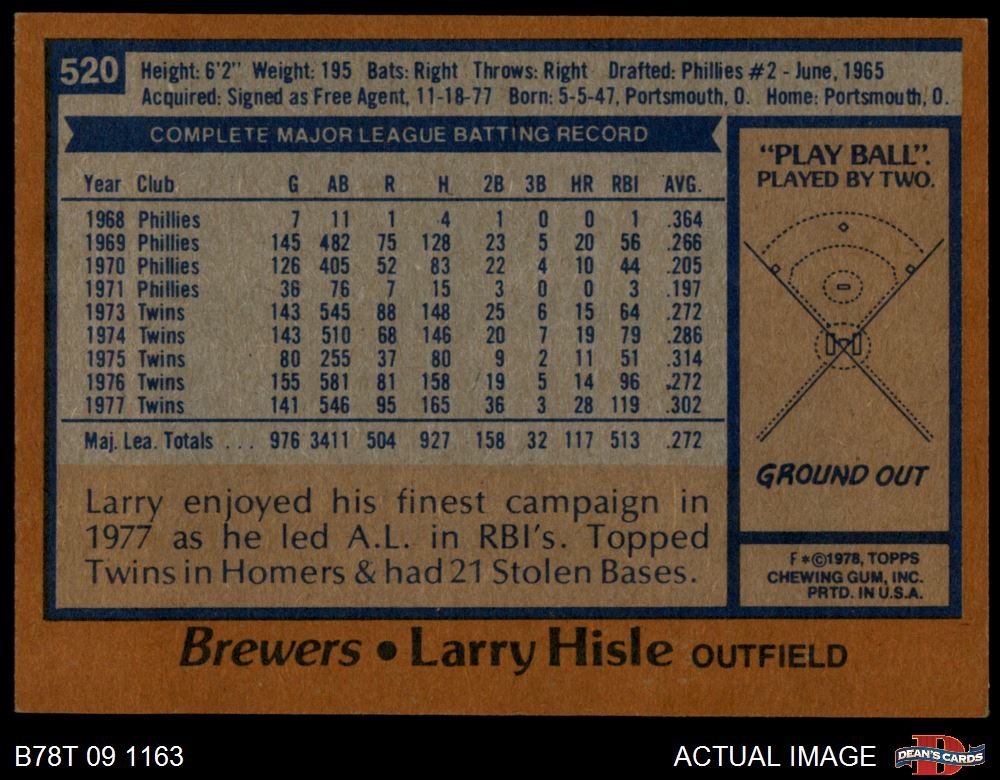 520
Height: 6'2" Weight: 195 Bats: Right Throws: Right Drafted: Phillies #2 - June, 1965
Acquired: Signed as Free Agent, 11-18-77 Born: 5-5-47, Portsmouth, O. Home: Portsmouth, O.
COMPLETE MAJOR LEAGUE BATTING RECORD
Year Club G AB R H 2B 3B HR RBI AVG.
1968 Phillies 7 11 1 4 1 0 0 1 .364
1969 Phillies 145 482 75 128 23 5 20 56 .266
1970 Phillies 126 405 52 83 22 4 10 44 .205
1971 Phillies 36 76 7 15 3 0 0 3 .197
1973 Twins 143 545 88 148 25 6 15 64 .272
1974 Twins 143 510 68 146 20 7 19 79 .286
1975 Twins 80 255 37 80 9 2 11 51 .314
1976 Twins 155 581 81 158 19 5 14 96 .272
1977 Twins 141 546 95 165 36 3 28 119 .302
Maj. Lea. Totals . . . 976 3411 504 927 158 32 117 513 .272
Larry enjoyed his finest campaign in
1977 as he led A.L. in RBI's. Topped
Twins in Homers & had 21 Stolen Bases.
"PLAY BALL".
PLAYED BY TWO.
GROUND OUT
F*©1978, TOPPS
CHEWING GUM, INC.
PRTD. IN U.S.A.
Brewers • Larry Hisle OUTFIELD
B78T 09 1163
ACTUAL IMAGE
D
DEAN'S CARDS